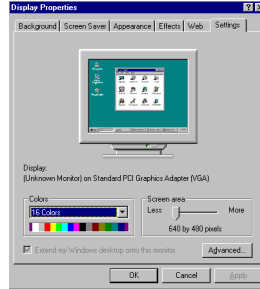 Display Properties
Background Screen Saver Appearance Effects Web Settings
Display:
(Unknown Monitor) on Standard PCI Graphics Adapter (VGA)
Colors
16 Colors
Screen area
Less More
640 by 480 pixels
Extend my Windows desktop onto this monitor.
Advanced...
OK Cancel Apply